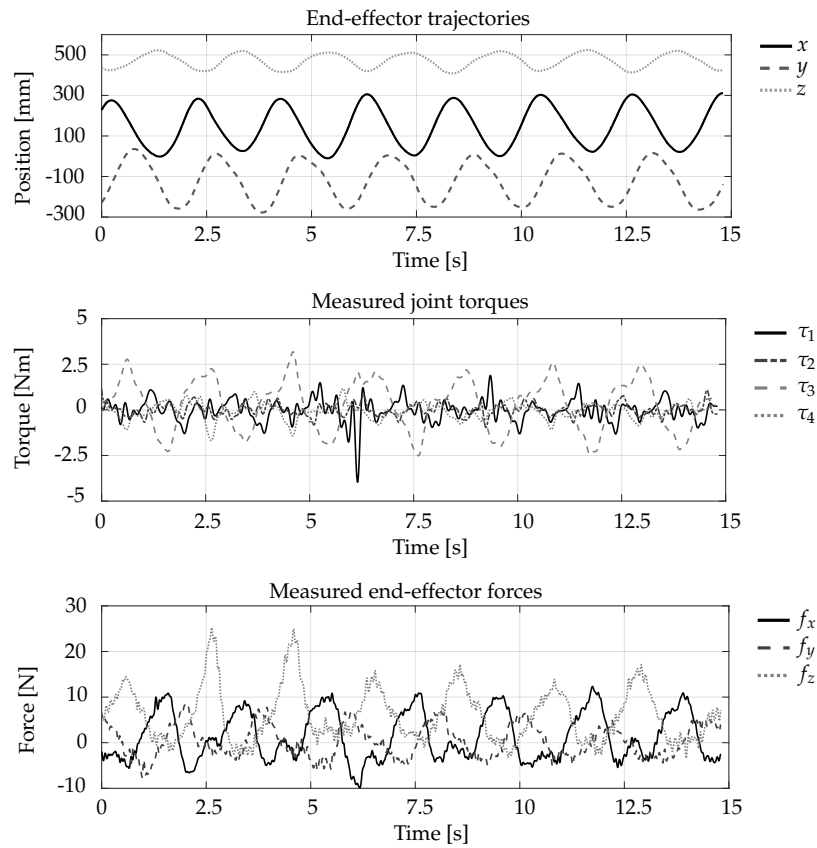 End-effector trajectories
Position [mm]
500
300
100
-100
-300
0
2.5
5
7.5
10
12.5
15
Time [s]
x
y
z
Measured joint torques
Torque [Nm]
5
2.5
0
-2.5
-5
0
2.5
5
7.5
10
12.5
15
Time [s]
τ1
τ2
τ3
τ4
Measured end-effector forces
Force [N]
30
20
10
0
-10
0
2.5
5
7.5
10
12.5
15
Time [s]
fx
fy
fz